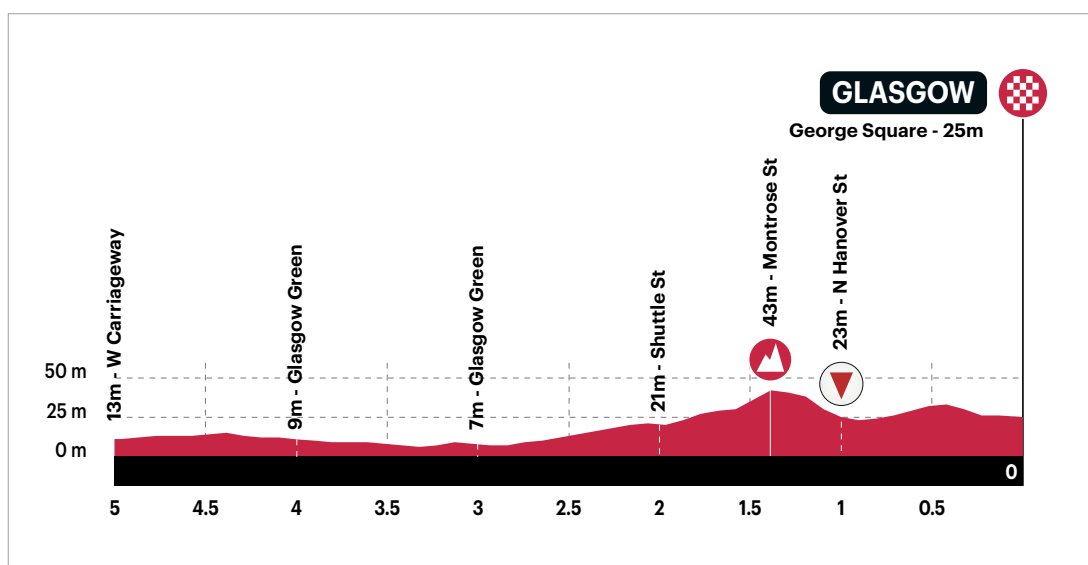 GLASGOW
George Square - 25m
13m - W Carriageway
9m - Glasgow Green
7m - Glasgow Green
21m - Shuttle St
43m - Montrose St
23m - N Hanover St
50 m
25 m
0 m
0
5 4.5 4 3.5 3 2.5 2 1.5 1 0.5